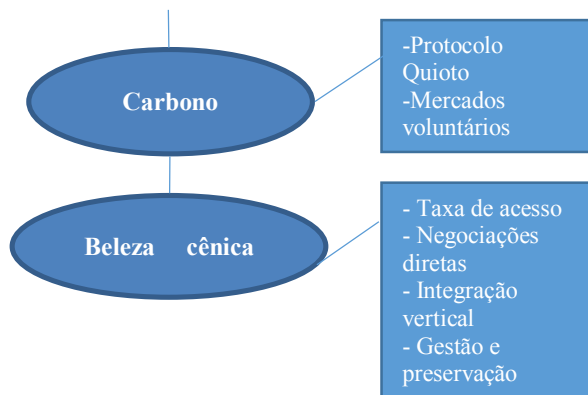 Carbono
-Protocolo
Quioto
-Mercados
voluntários
Beleza cênica
- Taxa de acesso
- Negociações
diretas
- Integração
vertical
- Gestão e
preservação